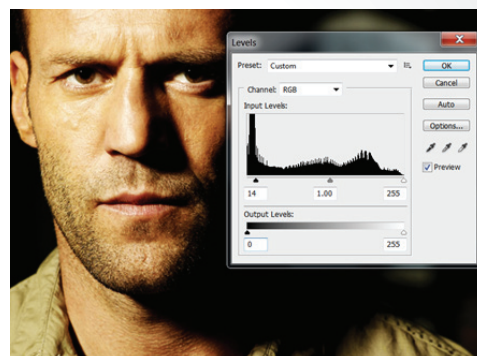 Levels
Preset: Custom
OK
Cancel
Auto
Options...
Preview
Channel: RGB
Input Levels:
14 1.00 255
Output Levels:
0 255